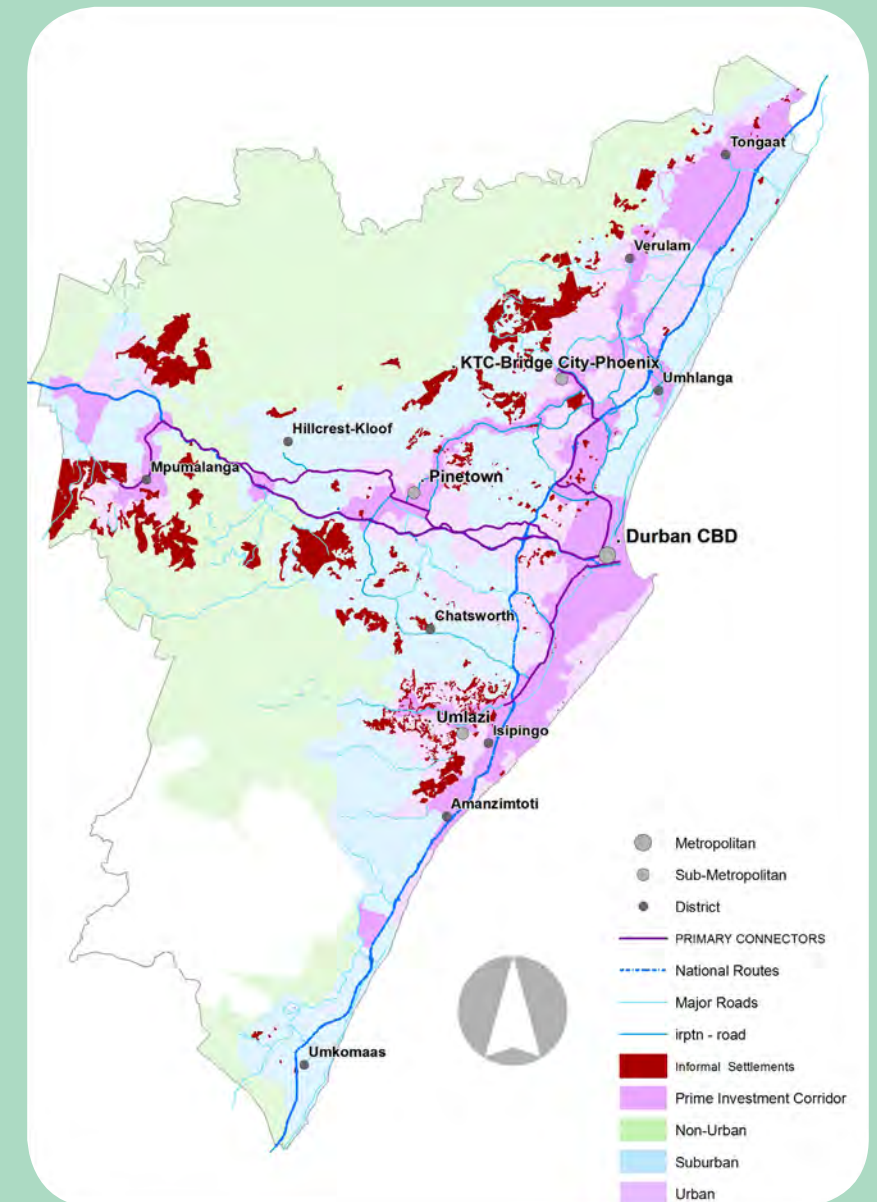 Tongaat
Verulam
KTC-Bridge City-Phoenix
Umhlanga
Hillcrest-Kloof
Mpumalanga
Pinetown
Durban CBD
Chatsworth
Umlazi
Isipingo
Amanzimtoti
Umkomaas
Metropolitan
Sub-Metropolitan
District
PRIMARY CONNECTORS
National Routes
Major Roads
irptn - road
Informal Settlements
Prime Investment Corridor
Non-Urban
Suburban
Urban